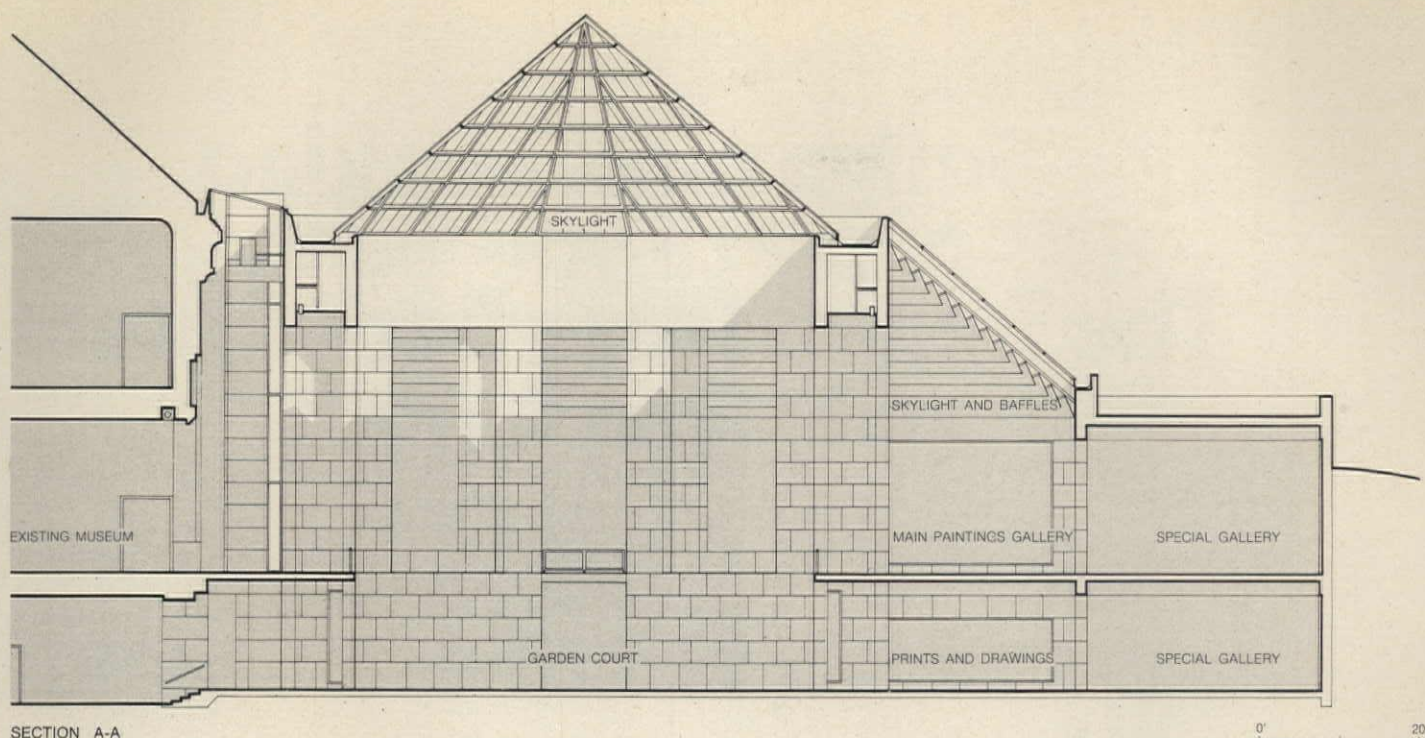 SKYLIGHT
SKYLIGHT AND BAFFLES
EXISTING MUSEUM
MAIN PAINTINGS GALLERY
SPECIAL GALLERY
GARDEN COURT
PRINTS AND DRAWINGS
SPECIAL GALLERY
SECTION A-A
0'
20